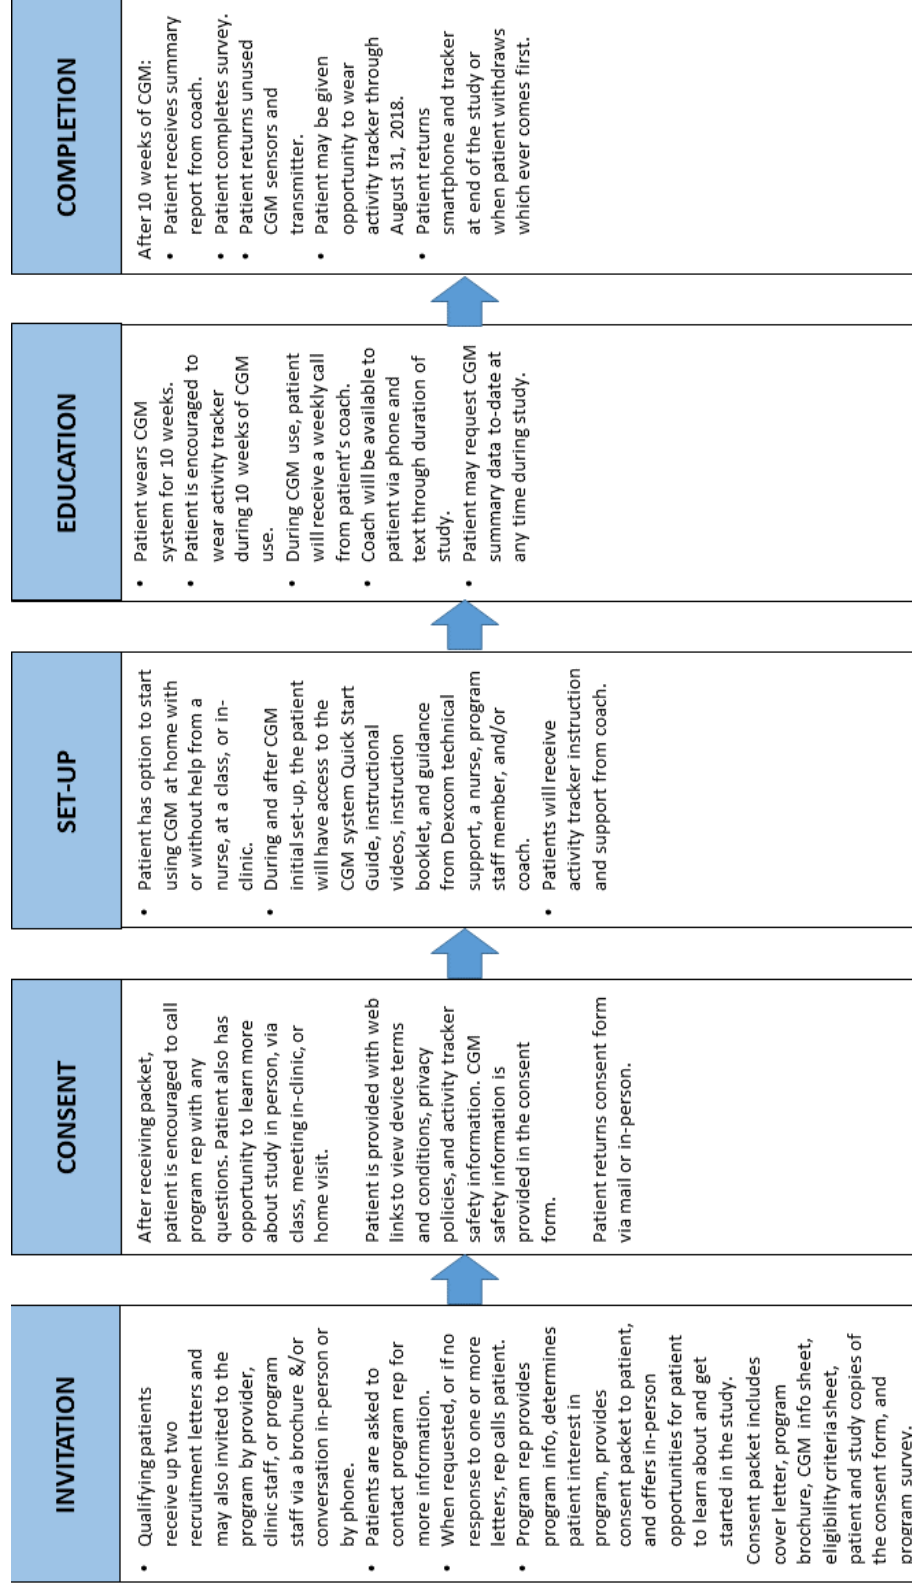 INVITATION
• Qualifying patients
receive up two
recruitment letters and
may also invited to the
program by provider,
clinic staff, or program
staff via a brochure &/or
conversation in-person or
by phone.
• Patients are asked to
contact program rep for
more information.
• When requested, or if no
response to one or more
letters, rep calls patient.
• Program rep provides
program info, determines
patient interest in
program, provides
consent packet to patient,
and offers in-person
opportunities for patient
to learn about and get
started in the study.
Consent packet includes
cover letter, program
brochure, CGM info sheet,
eligibility criteria sheet,
patient and study copies of
the consent form, and
program survey.
CONSENT
After receiving packet,
patient is encouraged to call
program rep with any
questions. Patient also has
opportunity to learn more
about study in person, via
class, meeting in-clinic, or
home visit.
Patient is provided with web
links to view device terms
and conditions, privacy
policies, and activity tracker
safety information. CGM
safety information is
provided in the consent
form.
Patient returns consent form
via mail or in-person.
SET-UP
• Patient has option to start
using CGM at home with
or without help from a
nurse, at a class, or in-
clinic.
• During and after CGM
initial set-up, the patient
will have access to the
CGM system Quick Start
Guide, instructional
videos, instruction
booklet, and guidance
from Dexcom technical
support, a nurse, program
staff member, and/or
coach.
• Patients will receive
activity tracker instruction
and support from coach.
EDUCATION
• Patient wears CGM
system for 10 weeks.
• Patient is encouraged to
wear activity tracker
during 10 weeks of CGM
use.
• During CGM use, patient
will receive a weekly call
from patient's coach.
• Coach will be available to
patient via phone and
text through duration of
study.
• Patient may request CGM
summary data to-date at
any time during study.
COMPLETION
After 10 weeks of CGM:
• Patient receives summary
report from coach.
• Patient completes survey.
• Patient returns unused
CGM sensors and
transmitter.
• Patient may be given
opportunity to wear
activity tracker through
August 31, 2018.
• Patient returns
smartphone and tracker
at end of the study or
when patient withdraws
which ever comes first.